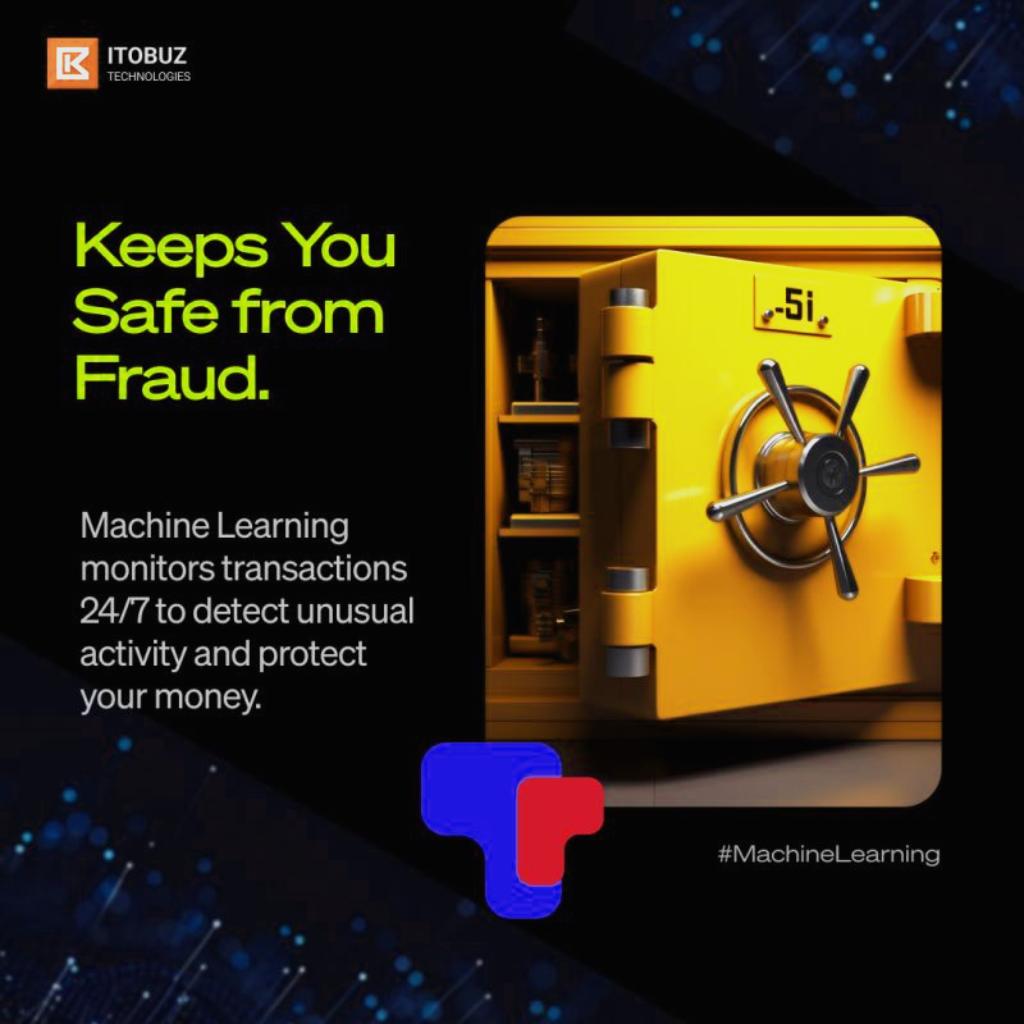 ITOBUZ
TECHNOLOGIES
Keeps You
Safe from
Fraud.
-5i
Machine Learning
monitors transactions
24/7 to detect unusual
activity and protect
your money.
#MachineLearning